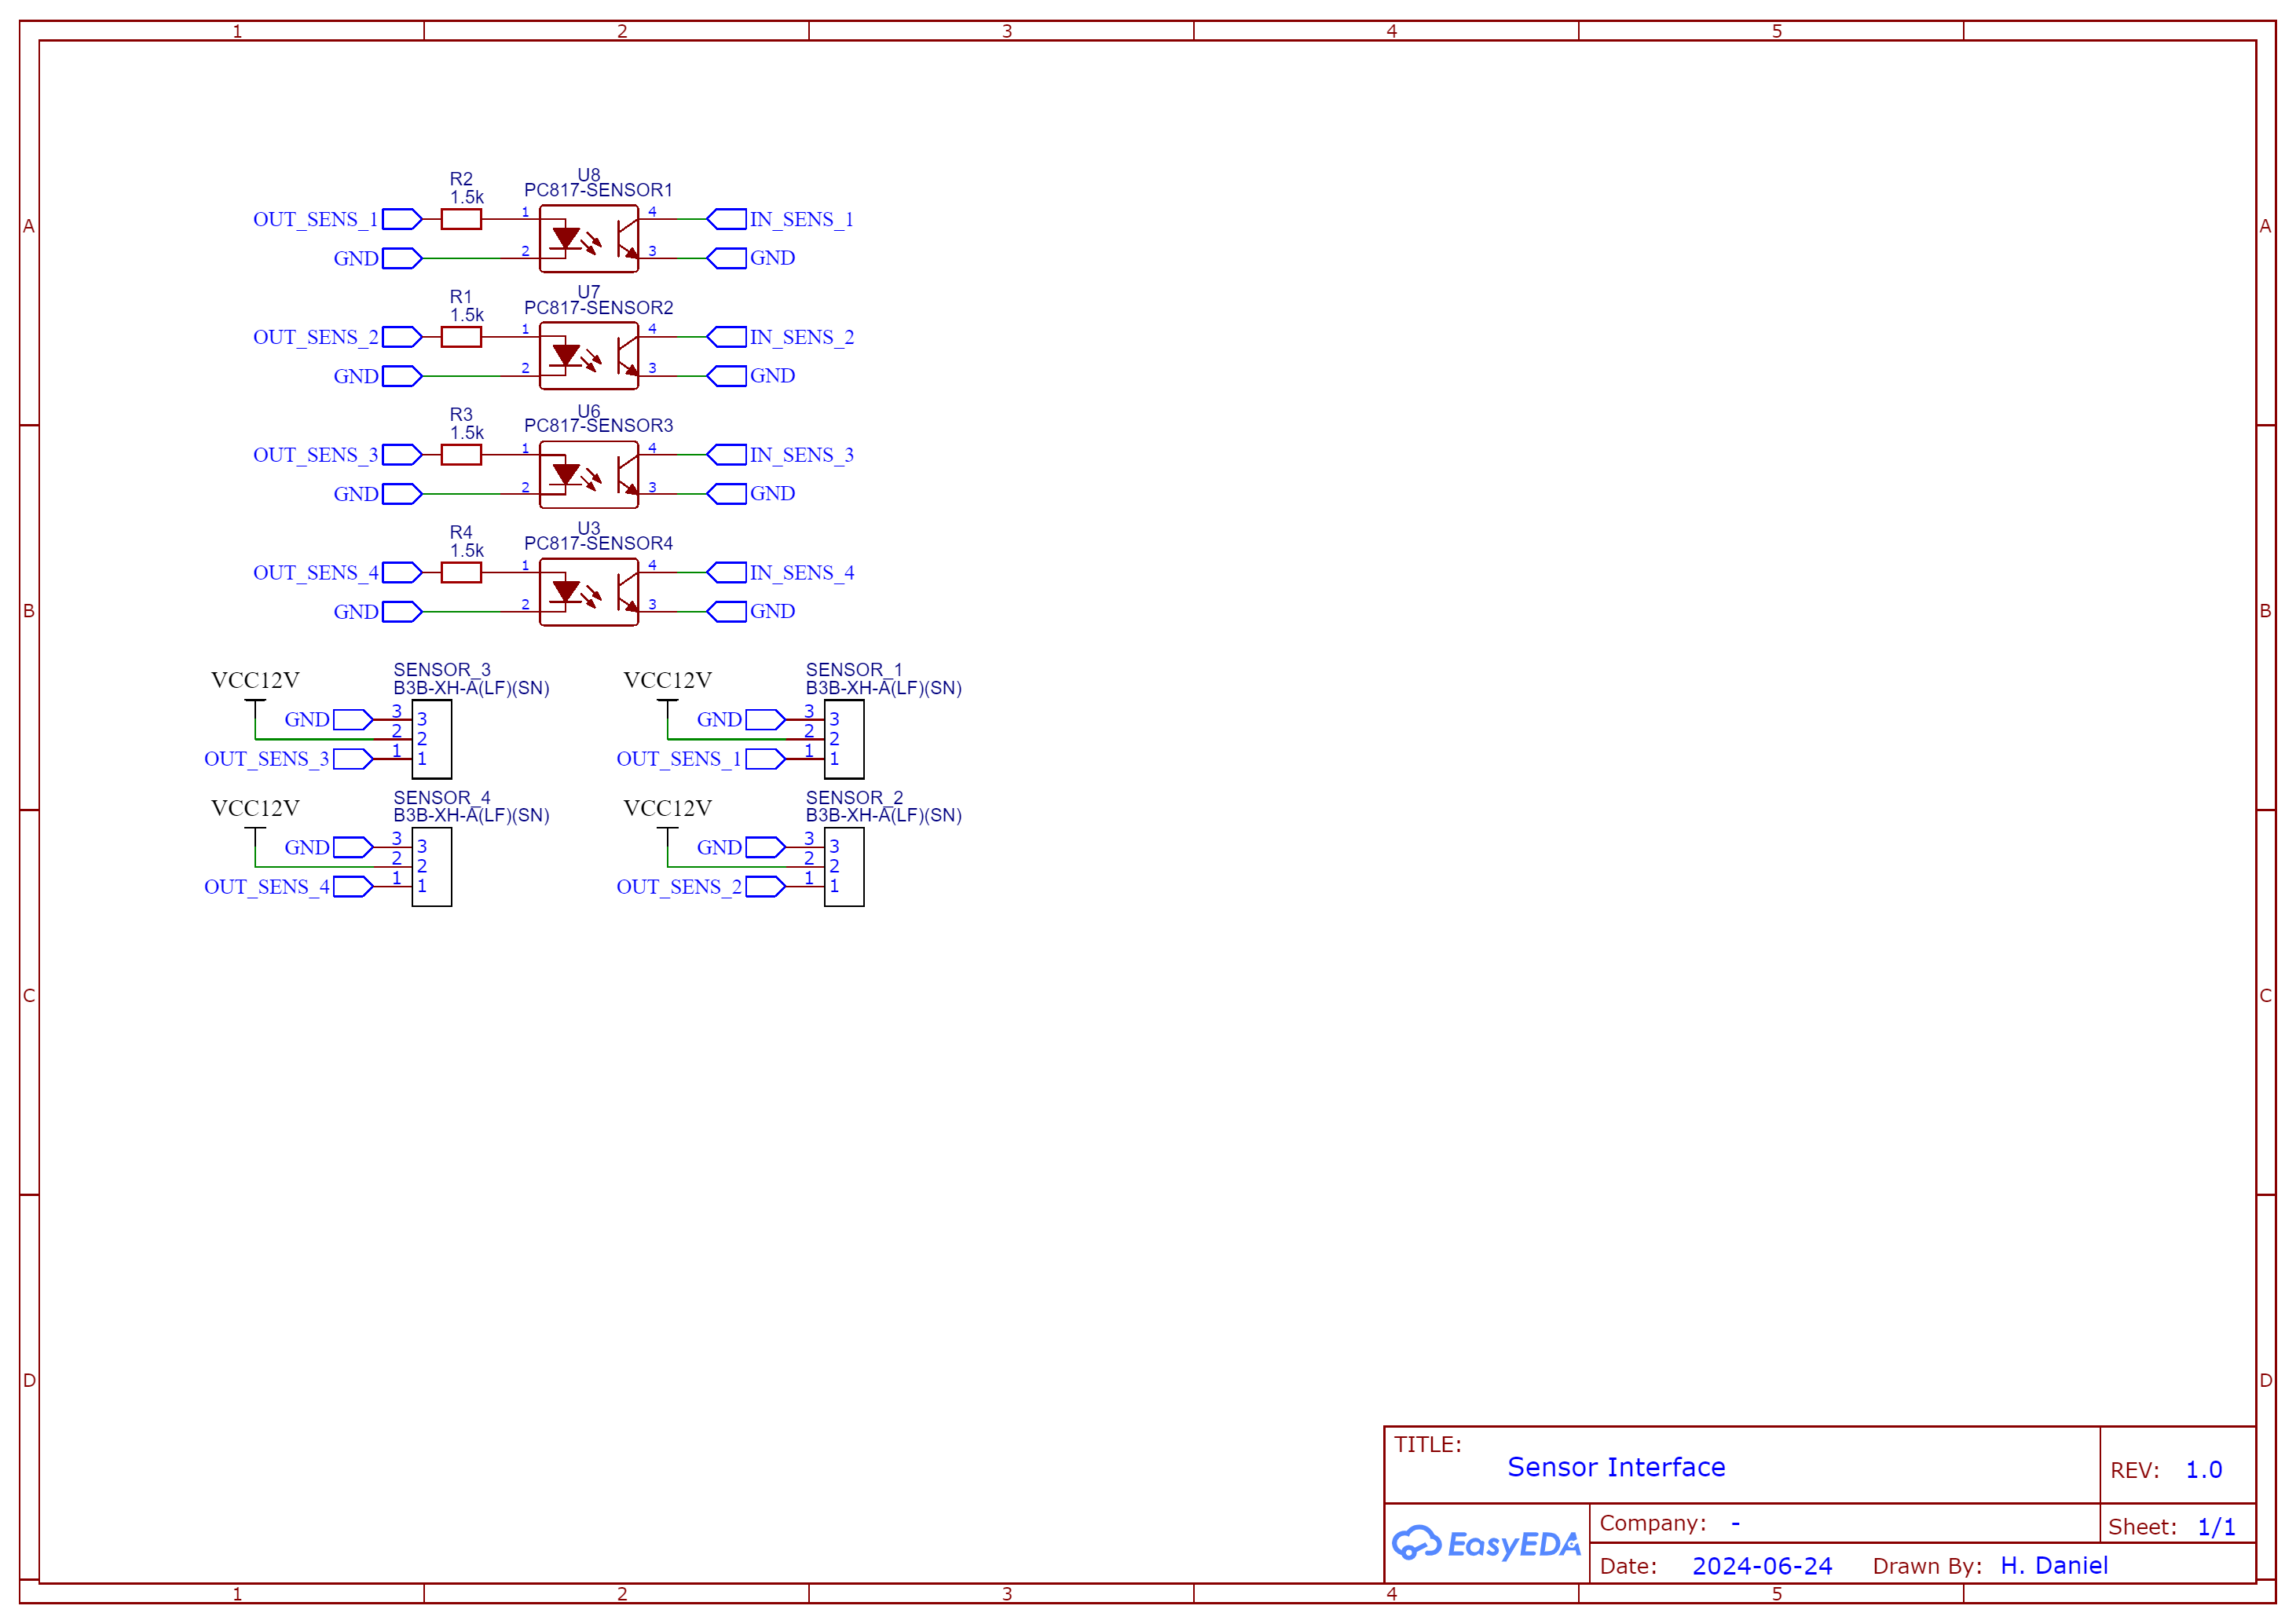 1 2 3 4 5
A A
B B
C C
D D
R2
1.5k
U8
PC817-SENSOR1
OUT_SENS_1 1 4 IN_SENS_1
GND 2 3 GND
R1
1.5k
U7
PC817-SENSOR2
OUT_SENS_2 1 4 IN_SENS_2
GND 2 3 GND
R3
1.5k
U6
PC817-SENSOR3
OUT_SENS_3 1 4 IN_SENS_3
GND 2 3 GND
R4
1.5k
U3
PC817-SENSOR4
OUT_SENS_4 1 4 IN_SENS_4
GND 2 3 GND
VCC12V
SENSOR_3
B3B-XH-A(LF)(SN)
GND 3 3
2 2
OUT_SENS_3 1 1
VCC12V
SENSOR_1
B3B-XH-A(LF)(SN)
GND 3 3
2 2
OUT_SENS_1 1 1
VCC12V
SENSOR_4
B3B-XH-A(LF)(SN)
GND 3 3
2 2
OUT_SENS_4 1 1
VCC12V
SENSOR_2
B3B-XH-A(LF)(SN)
GND 3 3
2 2
OUT_SENS_2 1 1
TITLE:
Sensor Interface
REV: 1.0
EasyEDA
Company: -
Sheet: 1/1
Date: 2024-06-24 Drawn By: H. Daniel
1 2 3 4 5